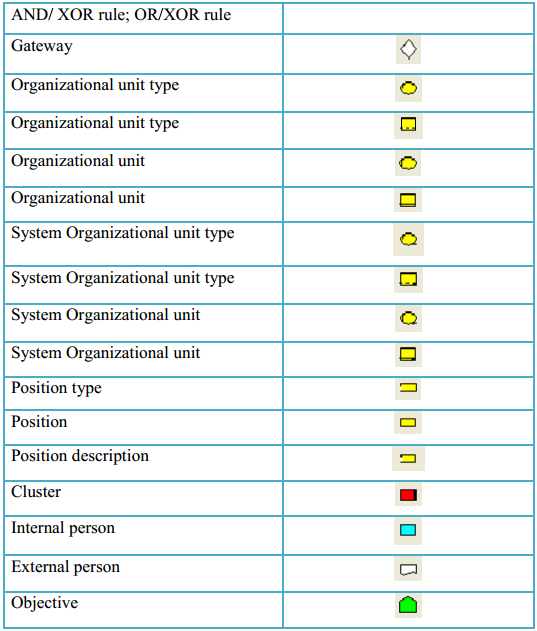 AND/ XOR rule; OR/XOR rule
Gateway
Organizational unit type
Organizational unit type
Organizational unit
Organizational unit
System Organizational unit type
System Organizational unit type
System Organizational unit
System Organizational unit
Position type
Position
Position description
Cluster
Internal person
External person
Objective